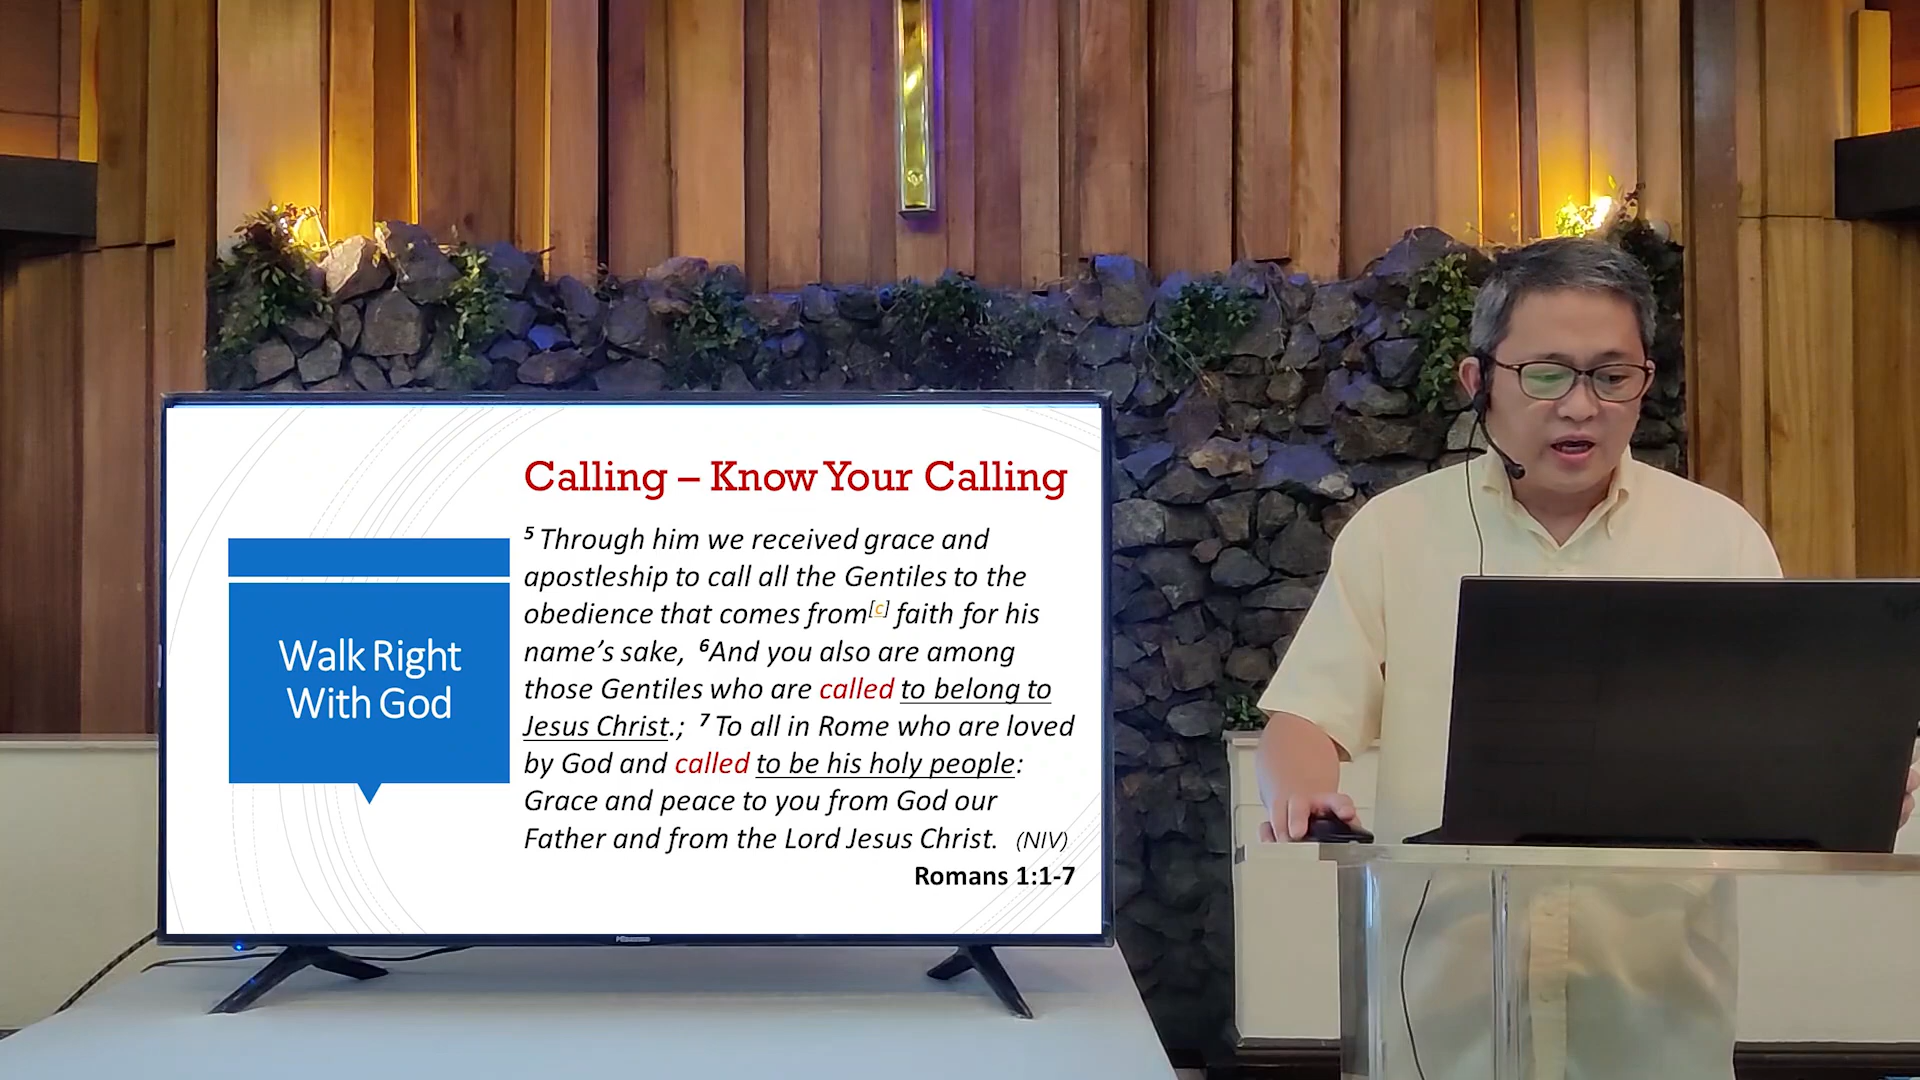 Calling – Know Your Calling
Walk Right
With God
⁵ Through him we received grace and
apostleship to call all the Gentiles to the
obedience that comes from[c] faith for his
name's sake, ⁶And you also are among
those Gentiles who are called to belong to
Jesus Christ.; ⁷ To all in Rome who are loved
by God and called to be his holy people:
Grace and peace to you from God our
Father and from the Lord Jesus Christ. (NIV)
Romans 1:1-7
Hisense